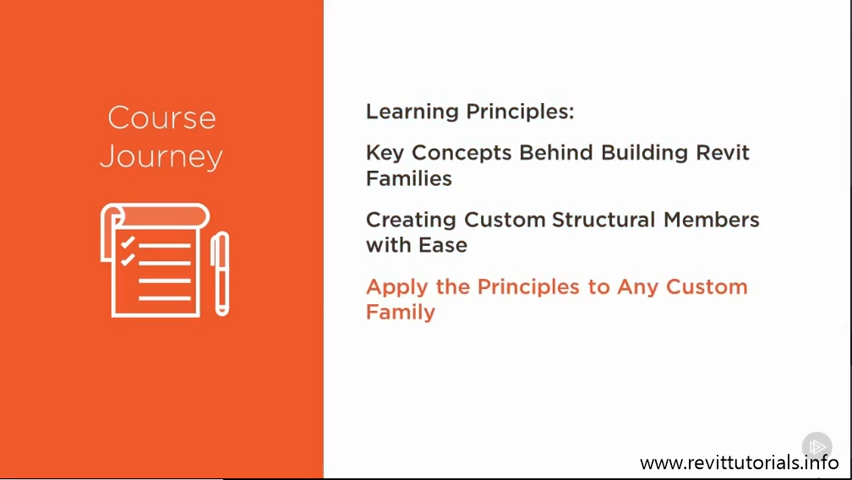 Course
Journey
Learning Principles:
Key Concepts Behind Building Revit
Families
Creating Custom Structural Members
with Ease
Apply the Principles to Any Custom
Family
www.revittutorials.info